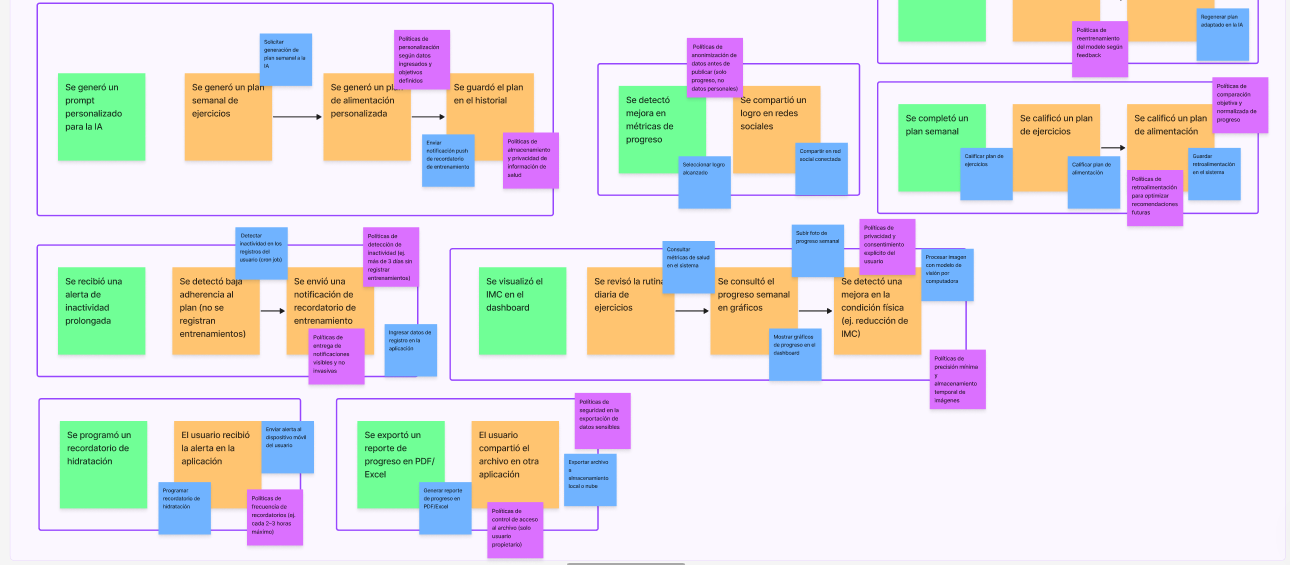 Solicitar
generación de
plan semanal a la
IA
Políticas de
personalización
según datos
ingresados y
objetivos
definidos
Se generó un
prompt
personalizado
para la IA
Se generó un plan
semanal de
ejercicios
Se generó un plan
de alimentación
personalizada
Se guardó el plan
en el historial
Enviar
notificación push
de recordatorio
de entrenamiento
Políticas de
almacenamiento
y privacidad de
información de
salud
Políticas de
anonimización de
datos antes de
publicar (solo
progreso, no
datos personales)
Se detectó
mejora en
métricas de
progreso
Se compartió un
logro en redes
sociales
Seleccionar logro
alcanzado
Compartir en red
social conectada
Políticas de
reentrenamiento
del modelo según
feedback
Regenerar plan
adaptado en la IA
Políticas de
comparación
objetiva y
normalizada de
progreso
Se completó un
plan semanal
Se calificó un plan
de ejercicios
Se calificó un plan
de alimentación
Calificar plan de
ejercicios
Calificar plan de
alimentación
Guardar
retroalimentación
en el sistema
Políticas de
retroalimentación
para optimizar
recomendaciones
futuras
Detectar
inactividad en los
registros del
usuario (cron job)
Políticas de
detección de
inactividad (ej.
más de 3 días sin
registrar
entrenamientos)
Se recibió una
alerta de
inactividad
prolongada
Se detectó baja
adherencia al
plan (no se
registran
entrenamientos)
Se envió una
notificación de
recordatorio de
entrenamiento
Políticas de
entrega de
notificaciones
visibles y no
invasivas
Ingresar datos de
registro en la
aplicación
Consultar
métricas de salud
en el sistema
Subir foto de
progreso semanal
Políticas de
privacidad y
consentimiento
explícito del
usuario
Procesar imagen
con modelo de
visión por
computadora
Se visualizó el
IMC en el
dashboard
Se revisó la rutina
diaria de
ejercicios
Se consultó el
progreso semanal
en gráficos
Se detectó una
mejora en la
condición física
(ej. reducción de
IMC)
Mostrar gráficos
de progreso en el
dashboard
Políticas de
precisión mínima
y
almacenamiento
temporal de
imágenes
Se programó un
recordatorio de
hidratación
El usuario recibió
la alerta en la
aplicación
Enviar alerta al
dispositivo móvil
del usuario
Programar
recordatorio de
hidratación
Políticas de
frecuencia de
recordatorios (ej.
cada 2–3 horas
máximo)
Políticas de
seguridad en la
exportación de
datos sensibles
Se exportó un
reporte de
progreso en PDF/
Excel
El usuario
compartió el
archivo en otra
aplicación
Exportar archivo
a
almacenamiento
local o nube
Generar reporte
de progreso en
PDF/Excel
Políticas de
control de acceso
al archivo (solo
usuario
propietario)